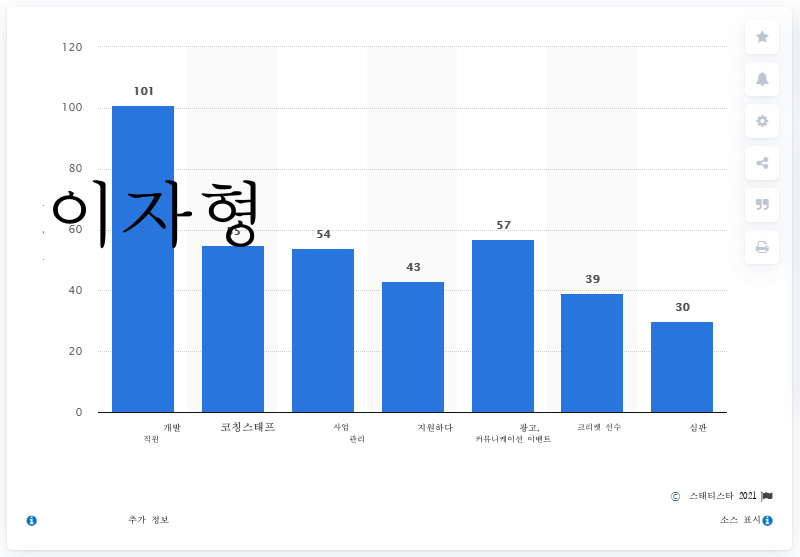 120
101
100
80
이자형
60
54
57
43
39
40
30
20
0
개발 직원
코칭스태프
사업 관리
지원하다
광고, 커뮤니케이션 이벤트
크리켓 선수
심판
© 스태티스타 2021
추가 정보
소스 표시